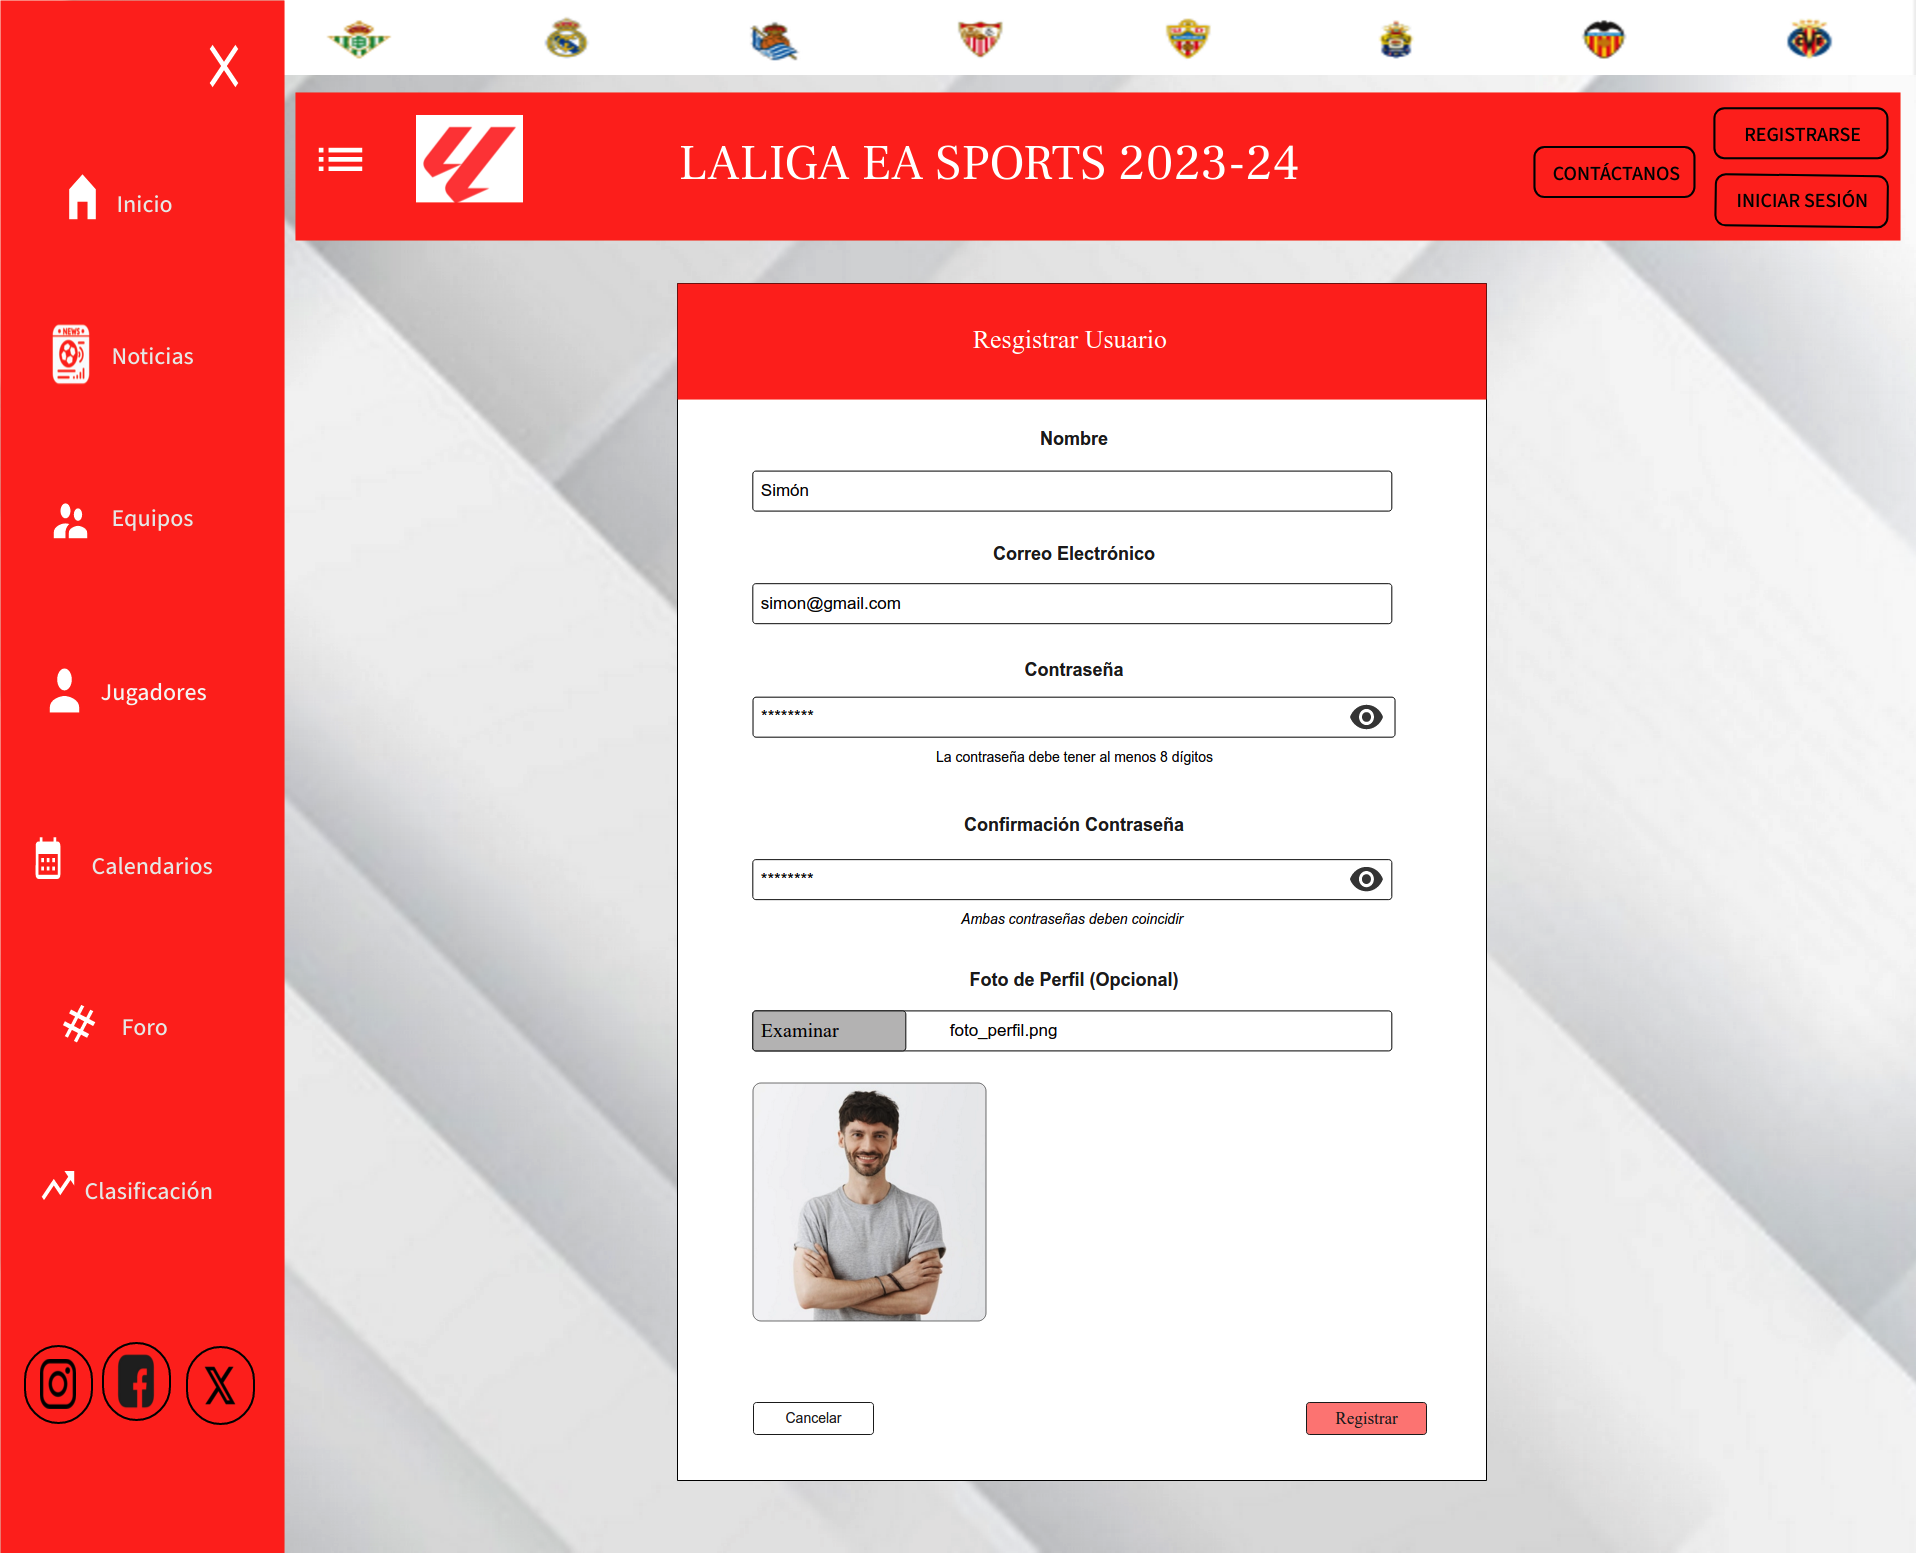 X
LALIGA EA SPORTS 2023-24
CONTÁCTANOS
REGISTRARSE
INICIAR SESIÓN
Inicio
NEWS
Noticias
Equipos
Jugadores
Calendarios
Foro
Clasificación
Resgistrar Usuario
Nombre
Simón
Correo Electrónico
simon@gmail.com
Contraseña
********
La contraseña debe tener al menos 8 dígitos
Confirmación Contraseña
********
Ambas contraseñas deben coincidir
Foto de Perfil (Opcional)
Examinar foto_perfil.png
Cancelar
Registrar